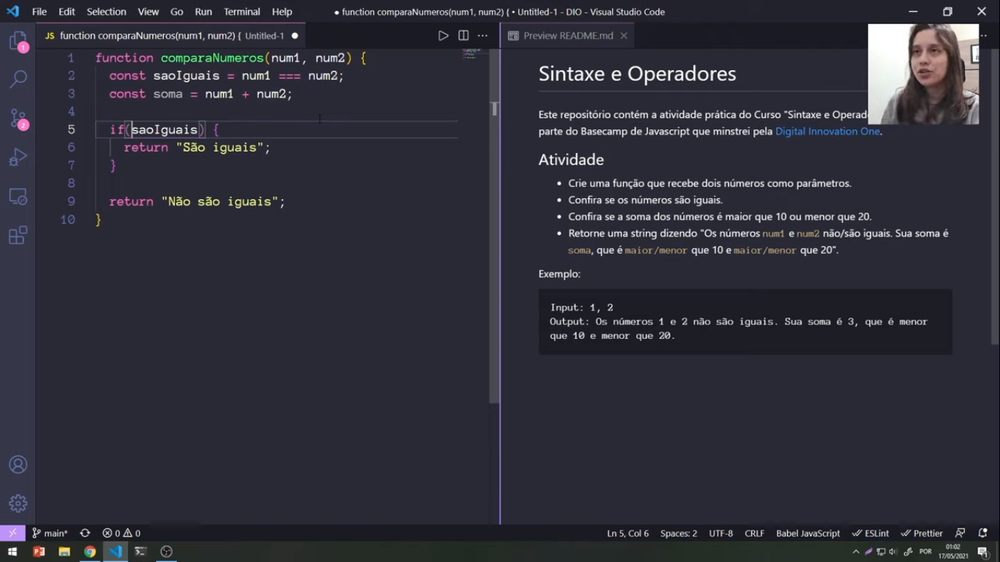 File Edit Selection View Go Run Terminal Help
● function comparaNumeros(num1, num2) { • Untitled-1 - DIO - Visual Studio Code
JS function comparaNumeros(num1, num2) { Untitled-1 ●
Preview README.md
1 function comparaNumeros(num1, num2) {
2 const saoIguais = num1 === num2;
3 const soma = num1 + num2;
4
5 if(saoIguais) {
6 return "São iguais";
7 }
8
9 return "Não são iguais";
10 }
Sintaxe e Operadores
Este repositório contém a atividade prática do Curso "Sintaxe e Operad
parte do Basecamp de Javascript que minstrei pela Digital Innovation One.
Atividade
• Crie uma função que recebe dois números como parâmetros.
• Confira se os números são iguais.
• Confira se a soma dos números é maior que 10 ou menor que 20.
• Retorne uma string dizendo "Os números num1 e num2 não/são iguais. Sua soma é
soma, que é maior/menor que 10 e maior/menor que 20".
Exemplo:
Input: 1, 2
Output: Os números 1 e 2 não são iguais. Sua soma é 3, que é menor
que 10 e menor que 20.
1
2
main* 0 0
Ln 5, Col 6 Spaces: 2 UTF-8 CRLF Babel JavaScript ESLint Prettier
POR
01:02
17/05/2021